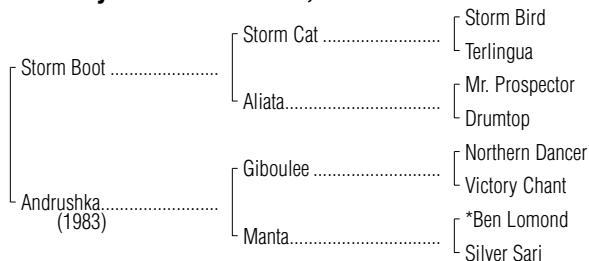 Storm Bird
Storm Cat ........................
Terlingua
Storm Boot .....................
Mr. Prospector
Aliata..............................
Drumtop
Northern Dancer
Giboulee ........................
Victory Chant
Andrushka.......................
(1983)
*Ben Lomond
Manta.............................
Silver Sari